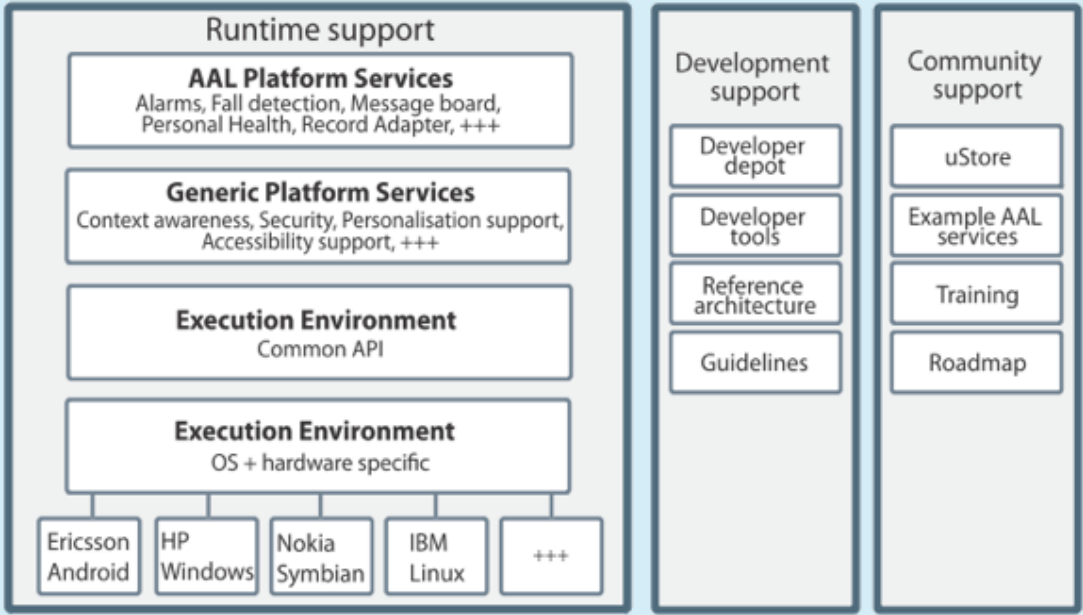 Runtime support
AAL Platform Services
Alarms, Fall detection, Message board,
Personal Health, Record Adapter, +++
Generic Platform Services
Context awareness, Security, Personalisation support,
Accessibility support, +++
Execution Environment
Common API
Execution Environment
OS + hardware specific
Ericsson
Android
HP
Windows
Nokia
Symbian
IBM
Linux
+++
Development
support
Developer
depot
Developer
tools
Reference
architecture
Guidelines
Community
support
uStore
Example AAL
services
Training
Roadmap